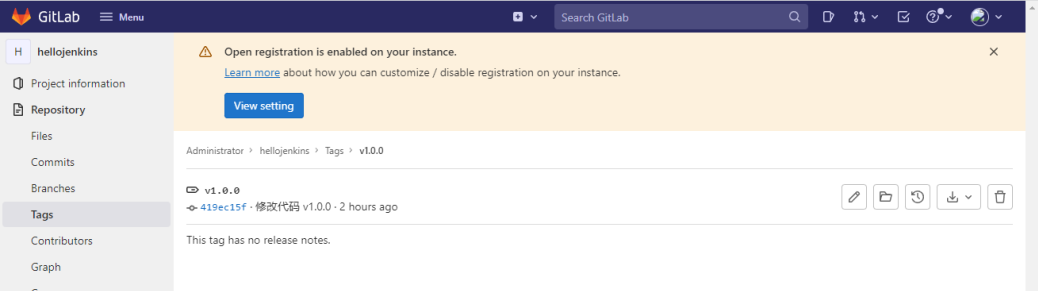 GitLab Menu Search GitLab
H hellojenkins
Project information
Repository
Files
Commits
Branches
Tags
Contributors
Graph
Open registration is enabled on your instance.
Learn more about how you can customize / disable registration on your instance.
View setting
Administrator > hellojenkins > Tags > v1.0.0
v1.0.0
419ec15f · 修改代码 v1.0.0 · 2 hours ago
This tag has no release notes.